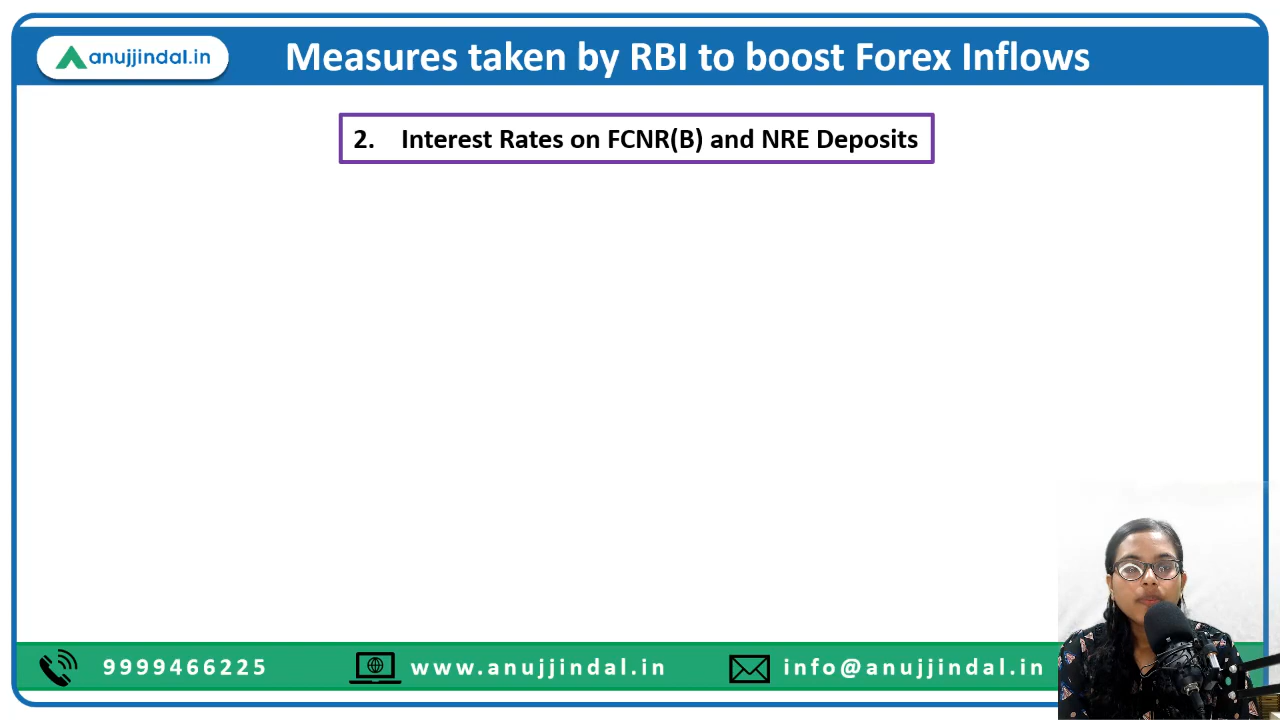 anujjindal.in
Measures taken by RBI to boost Forex Inflows
2. Interest Rates on FCNR(B) and NRE Deposits
9999466225
www.anujjindal.in
info@anujjindal.in